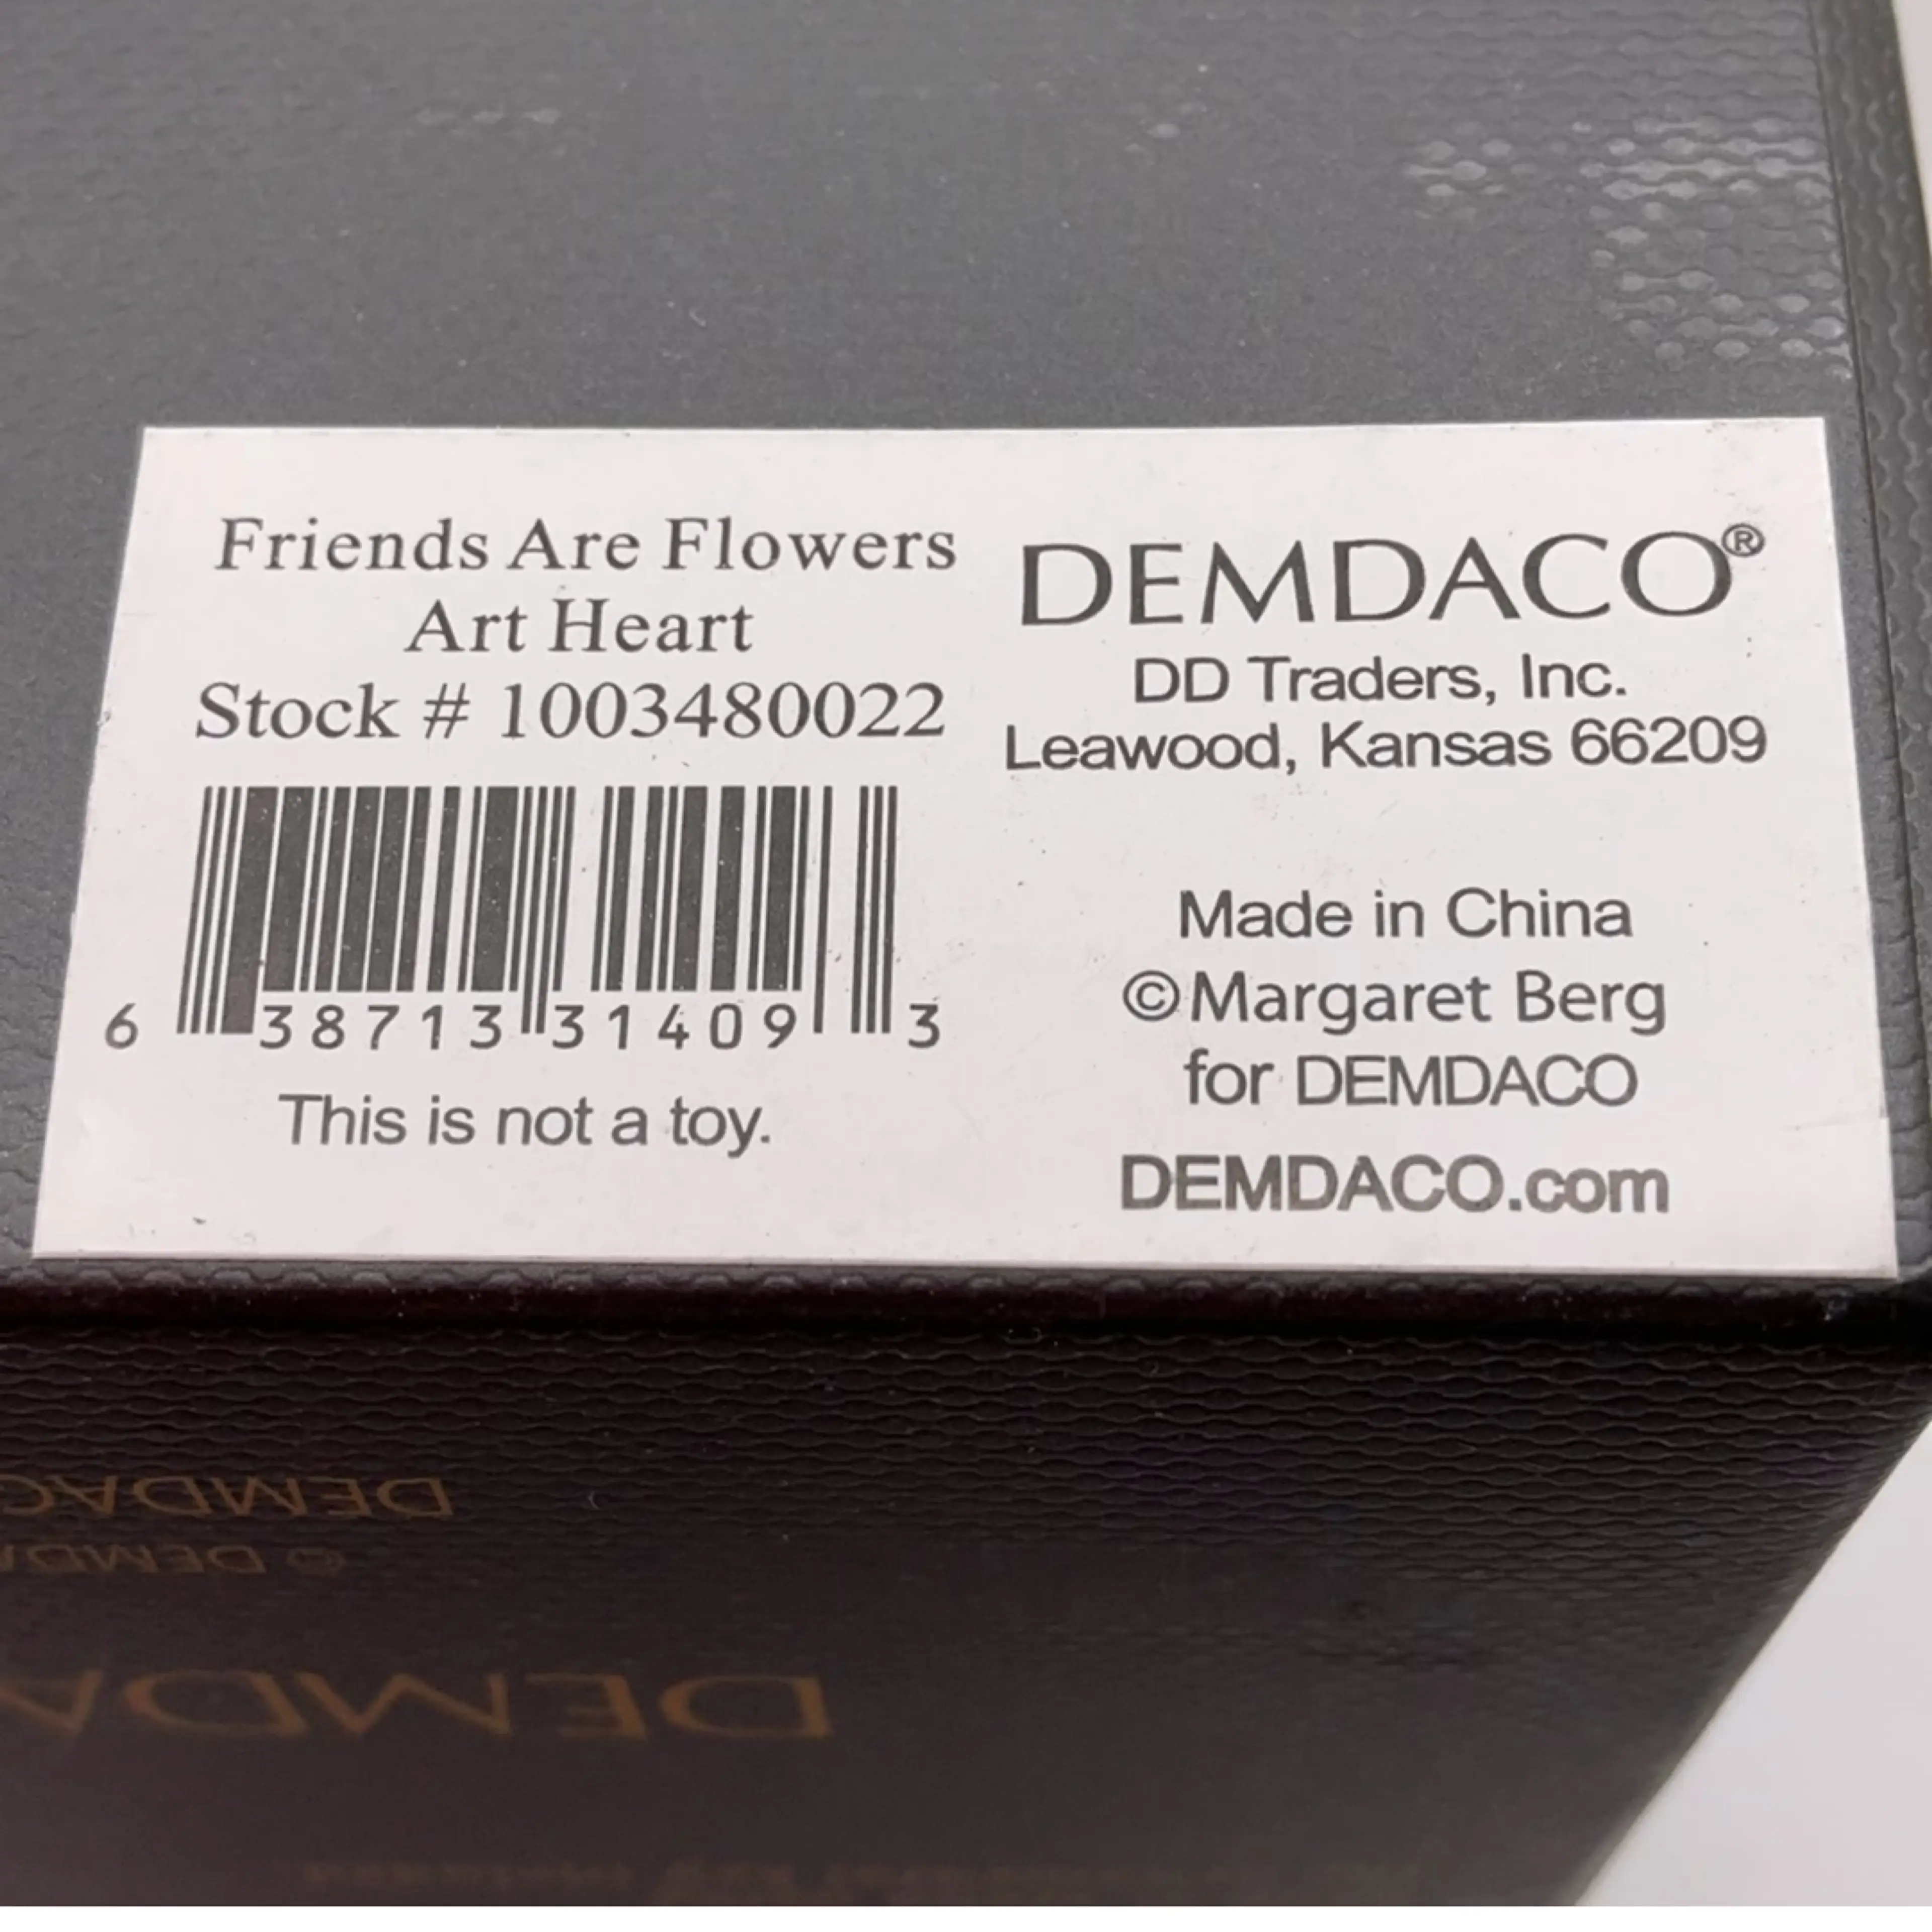 Friends Are Flowers
Art Heart
Stock # 1003480022
6 38713 31409 3
This is not a toy.
DEMDACO®
DD Traders, Inc.
Leawood, Kansas 66209
Made in China
©Margaret Berg
for DEMDACO
DEMDACO.com